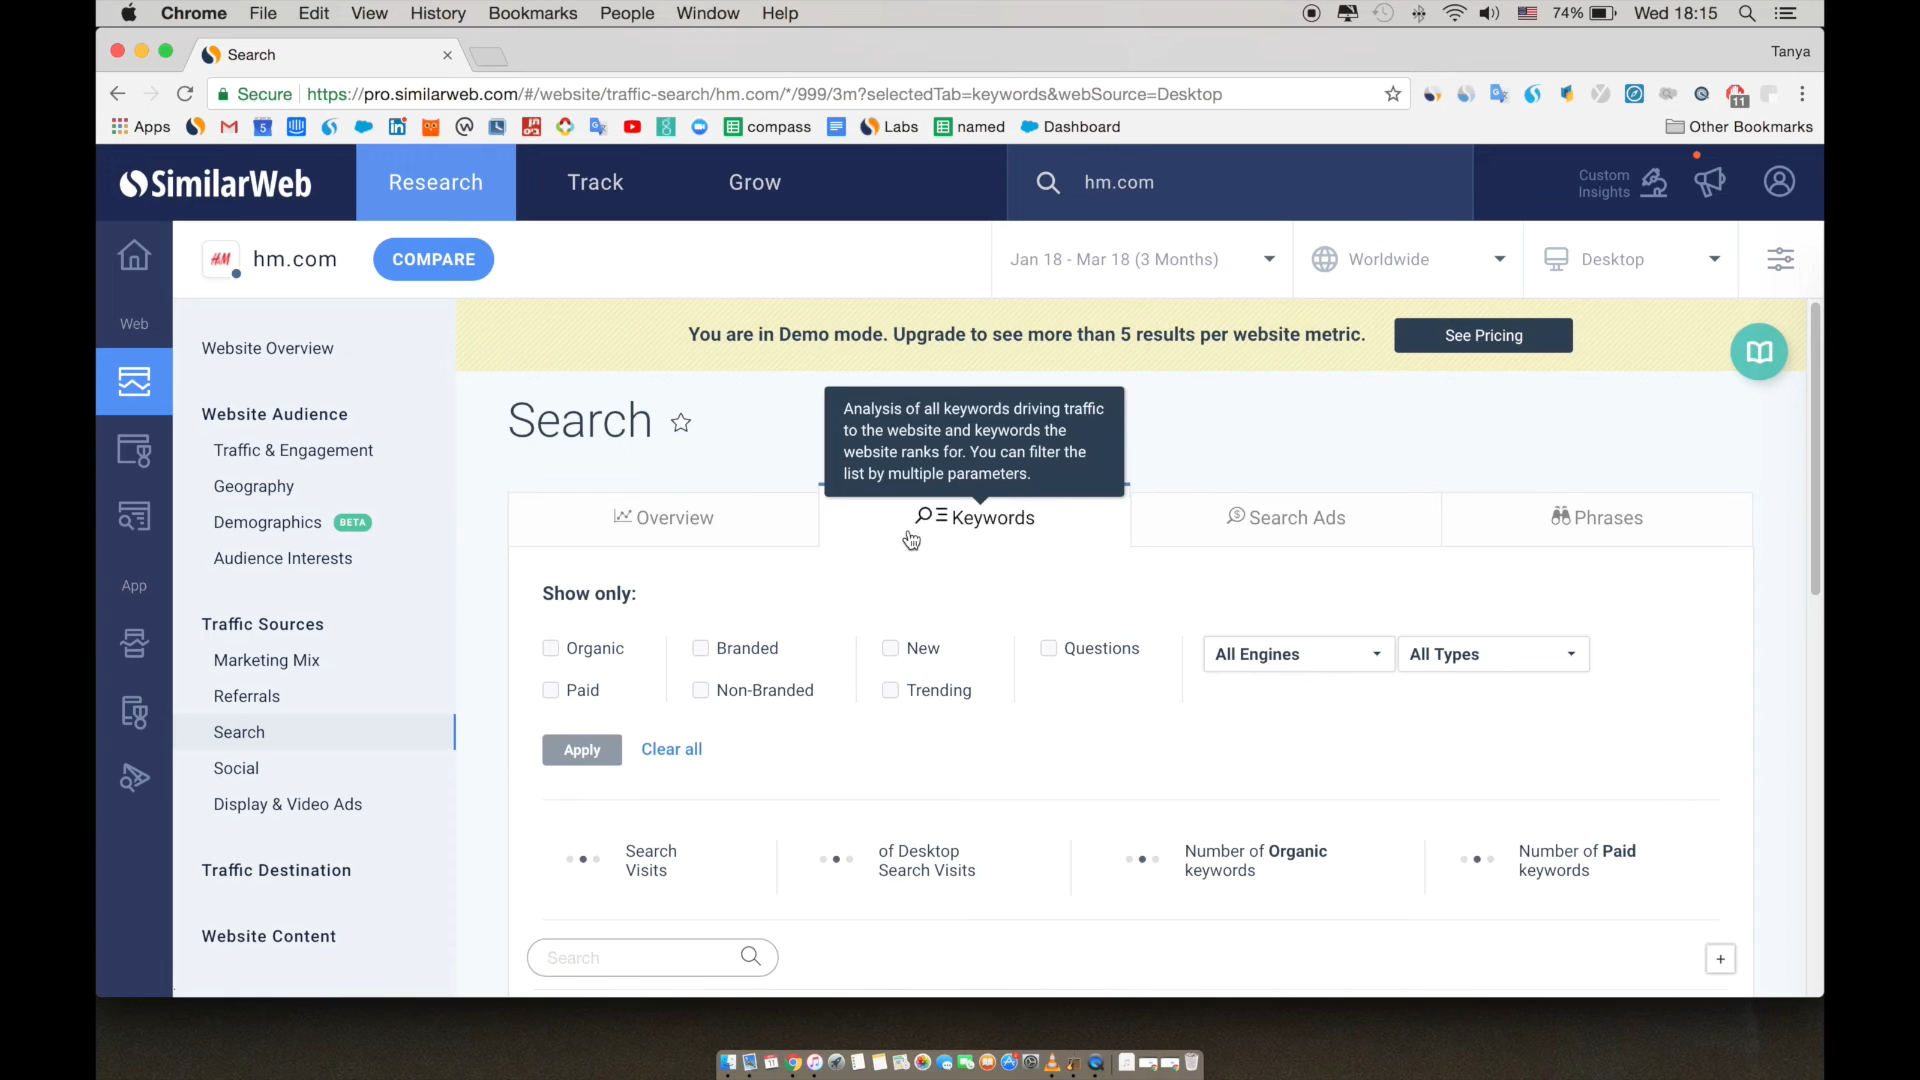 Chrome File Edit View History Bookmarks People Window Help 74% Wed 18:15
Search Tanya
Secure https://pro.similarweb.com/#/website/traffic-search/hm.com/*/999/3m?selectedTab=keywords&webSource=Desktop 11
Apps 5 compass Labs named Dashboard Other Bookmarks
SimilarWeb Research Track Grow hm.com Custom
Insights
H&M hm.com COMPARE Jan 18 - Mar 18 (3 Months) Worldwide Desktop
Web
App
Website Overview
Website Audience
Traffic & Engagement
Geography
Demographics BETA
Audience Interests
Traffic Sources
Marketing Mix
Referrals
Search
Social
Display & Video Ads
Traffic Destination
Website Content
You are in Demo mode. Upgrade to see more than 5 results per website metric. See Pricing
Search
Analysis of all keywords driving traffic
to the website and keywords the
website ranks for. You can filter the
list by multiple parameters.
Overview Keywords Search Ads Phrases
Show only:
Organic Branded New Questions All Engines All Types
Paid Non-Branded Trending
Apply Clear all
Search
Visits
of Desktop
Search Visits
Number of Organic
keywords
Number of Paid
keywords
Search +